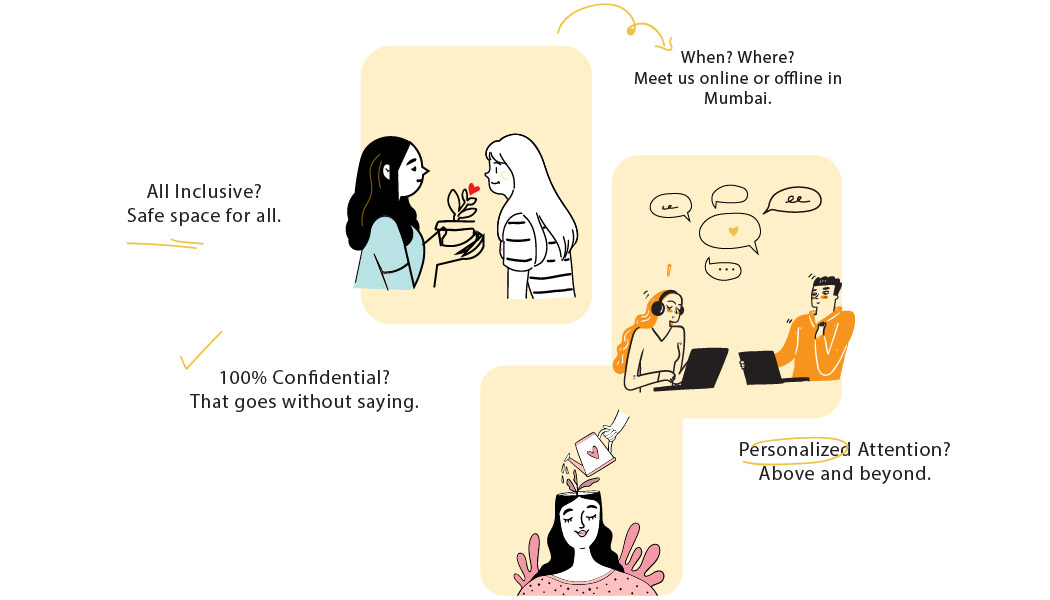 When? Where?
Meet us online or offline in
Mumbai.
All Inclusive?
Safe space for all.
100% Confidential?
That goes without saying.
Personalized Attention?
Above and beyond.